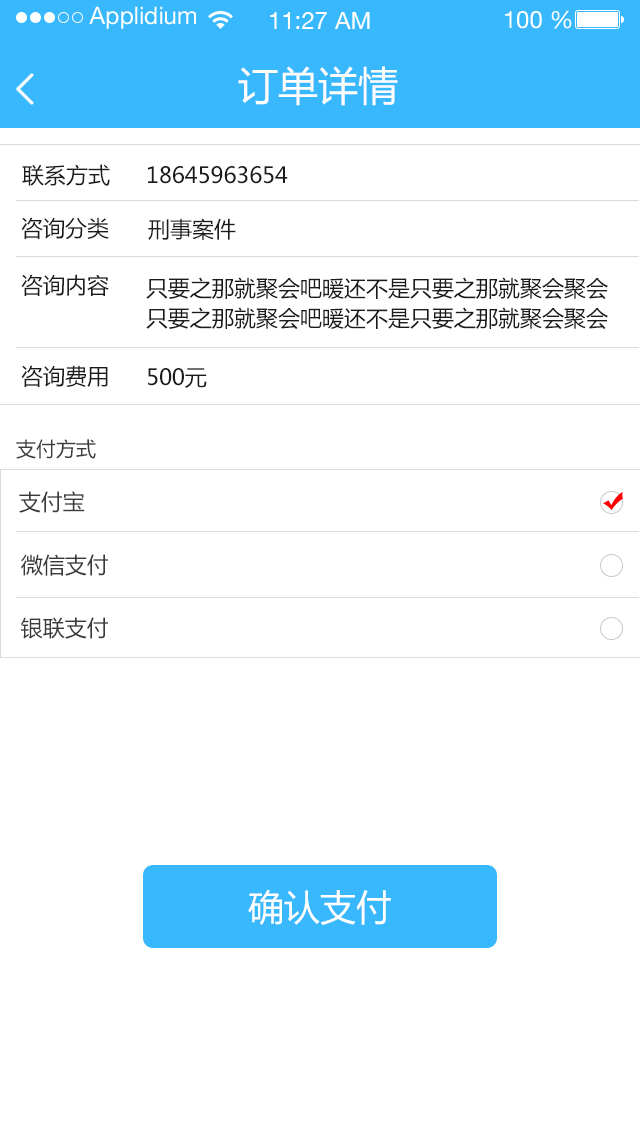 Applidium 11:27 AM 100 %
订单详情
联系方式 18645963654
咨询分类 刑事案件
咨询内容 只要之那就聚会吧暖还不是只要之那就聚会聚会
只要之那就聚会吧暖还不是只要之那就聚会聚会
咨询费用 500元
支付方式
支付宝
微信支付
银联支付
确认支付